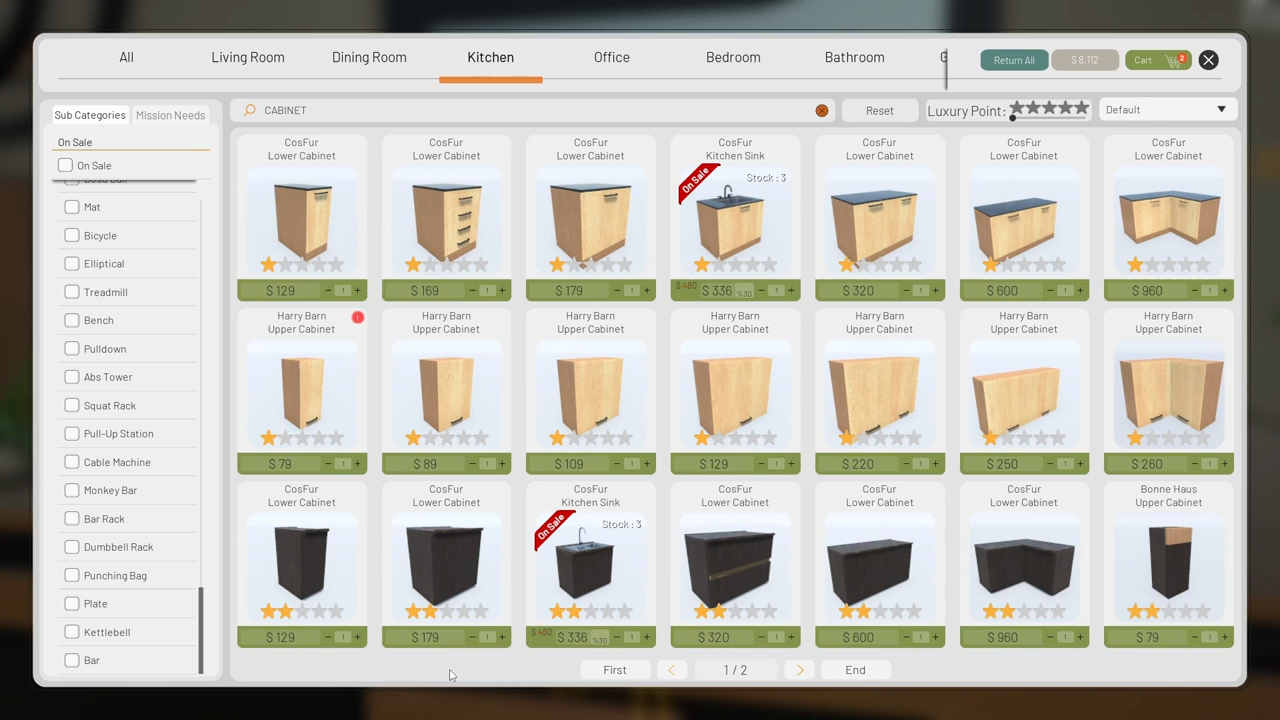 All
Living Room
Dining Room
Kitchen
Office
Bedroom
Bathroom
Return All
$ 8,112
Cart
2
Sub Categories
Mission Needs
On Sale
On Sale
Mat
Bicycle
Elliptical
Treadmill
Bench
Pulldown
Abs Tower
Squat Rack
Pull-Up Station
Cable Machine
Monkey Bar
Bar Rack
Dumbbell Rack
Punching Bag
Plate
Kettlebell
Bar
CABINET
Reset
Luxury Point:
Default
CosFur
Lower Cabinet
$ 129
− 1 +
CosFur
Lower Cabinet
$ 169
− 1 +
CosFur
Lower Cabinet
$ 179
− 1 +
CosFur
Kitchen Sink
On Sale
Stock : 3
$ 480
$ 336
%30
− 1 +
CosFur
Lower Cabinet
$ 320
− 1 +
CosFur
Lower Cabinet
$ 600
− 1 +
CosFur
Lower Cabinet
$ 960
− 1 +
Harry Barn
Upper Cabinet
$ 79
− 1 +
Harry Barn
Upper Cabinet
$ 89
− 1 +
Harry Barn
Upper Cabinet
$ 109
− 1 +
Harry Barn
Upper Cabinet
$ 129
− 1 +
Harry Barn
Upper Cabinet
$ 220
− 1 +
Harry Barn
Upper Cabinet
$ 250
− 1 +
Harry Barn
Upper Cabinet
$ 260
− 1 +
CosFur
Lower Cabinet
$ 129
− 1 +
CosFur
Lower Cabinet
$ 179
− 1 +
CosFur
Kitchen Sink
On Sale
Stock : 3
$ 480
$ 336
%30
− 1 +
CosFur
Lower Cabinet
$ 320
− 1 +
CosFur
Lower Cabinet
$ 600
− 1 +
CosFur
Lower Cabinet
$ 960
− 1 +
Bonne Haus
Upper Cabinet
$ 79
− 1 +
First
<
1 / 2
>
End